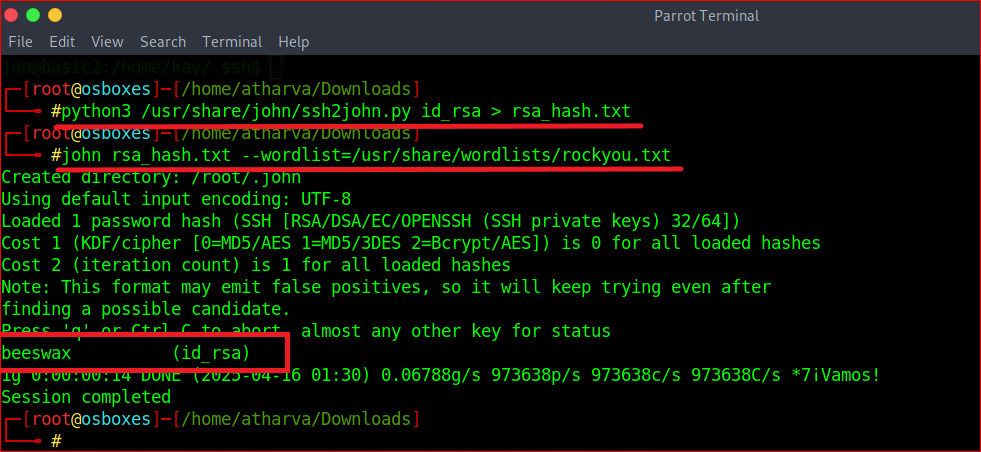 Parrot Terminal
File Edit View Search Terminal Help
jan@basic2:/home/kay/.ssh$
┌─[root@osboxes]─[/home/atharva/Downloads]
└──╼ #python3 /usr/share/john/ssh2john.py id_rsa > rsa_hash.txt
┌─[root@osboxes]─[/home/atharva/Downloads]
└──╼ #john rsa_hash.txt --wordlist=/usr/share/wordlists/rockyou.txt
Created directory: /root/.john
Using default input encoding: UTF-8
Loaded 1 password hash (SSH [RSA/DSA/EC/OPENSSH (SSH private keys) 32/64])
Cost 1 (KDF/cipher [0=MD5/AES 1=MD5/3DES 2=Bcrypt/AES]) is 0 for all loaded hashes
Cost 2 (iteration count) is 1 for all loaded hashes
Note: This format may emit false positives, so it will keep trying even after
finding a possible candidate.
Press 'q' or Ctrl-C to abort, almost any other key for status
beeswax (id_rsa)
1g 0:00:00:14 DONE (2025-04-16 01:30) 0.06788g/s 973638p/s 973638c/s 973638C/s *7¡Vamos!
Session completed
┌─[root@osboxes]─[/home/atharva/Downloads]
└──╼ #